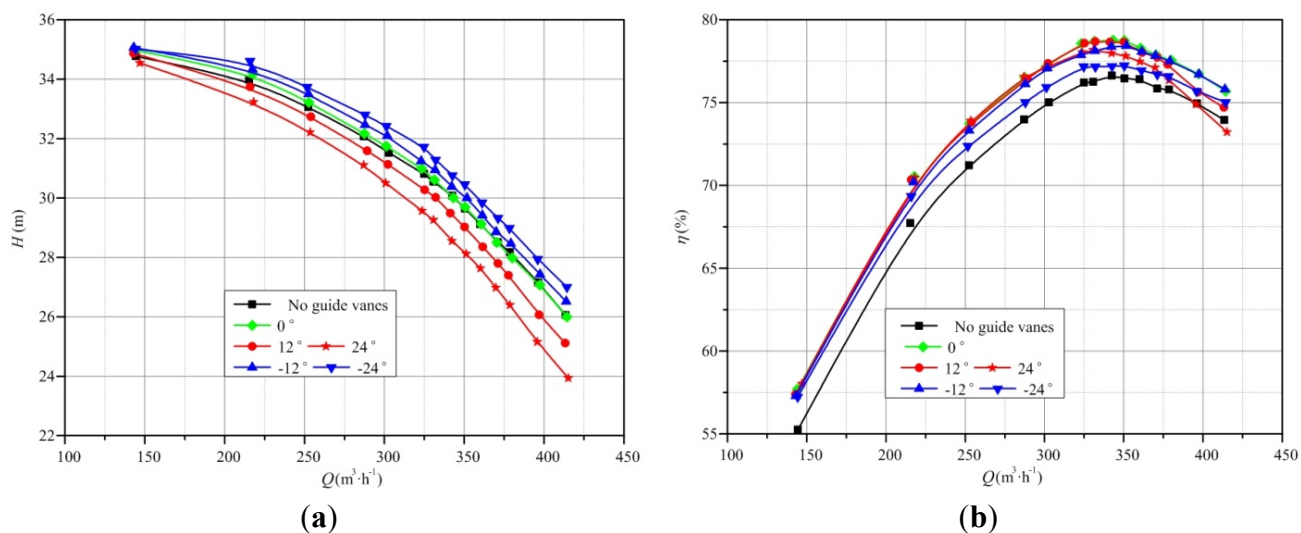 36
34
32
30
28
26
24
22
H (m)
No guide vanes
0°
12° 24°
-12° -24°
100 150 200 250 300 350 400 450
Q(m³·h⁻¹)
(a)
80
75
70
65
60
55
η (%)
No guide vanes
0°
12° 24°
-12° -24°
100 150 200 250 300 350 400 450
Q(m³·h⁻¹)
(b)